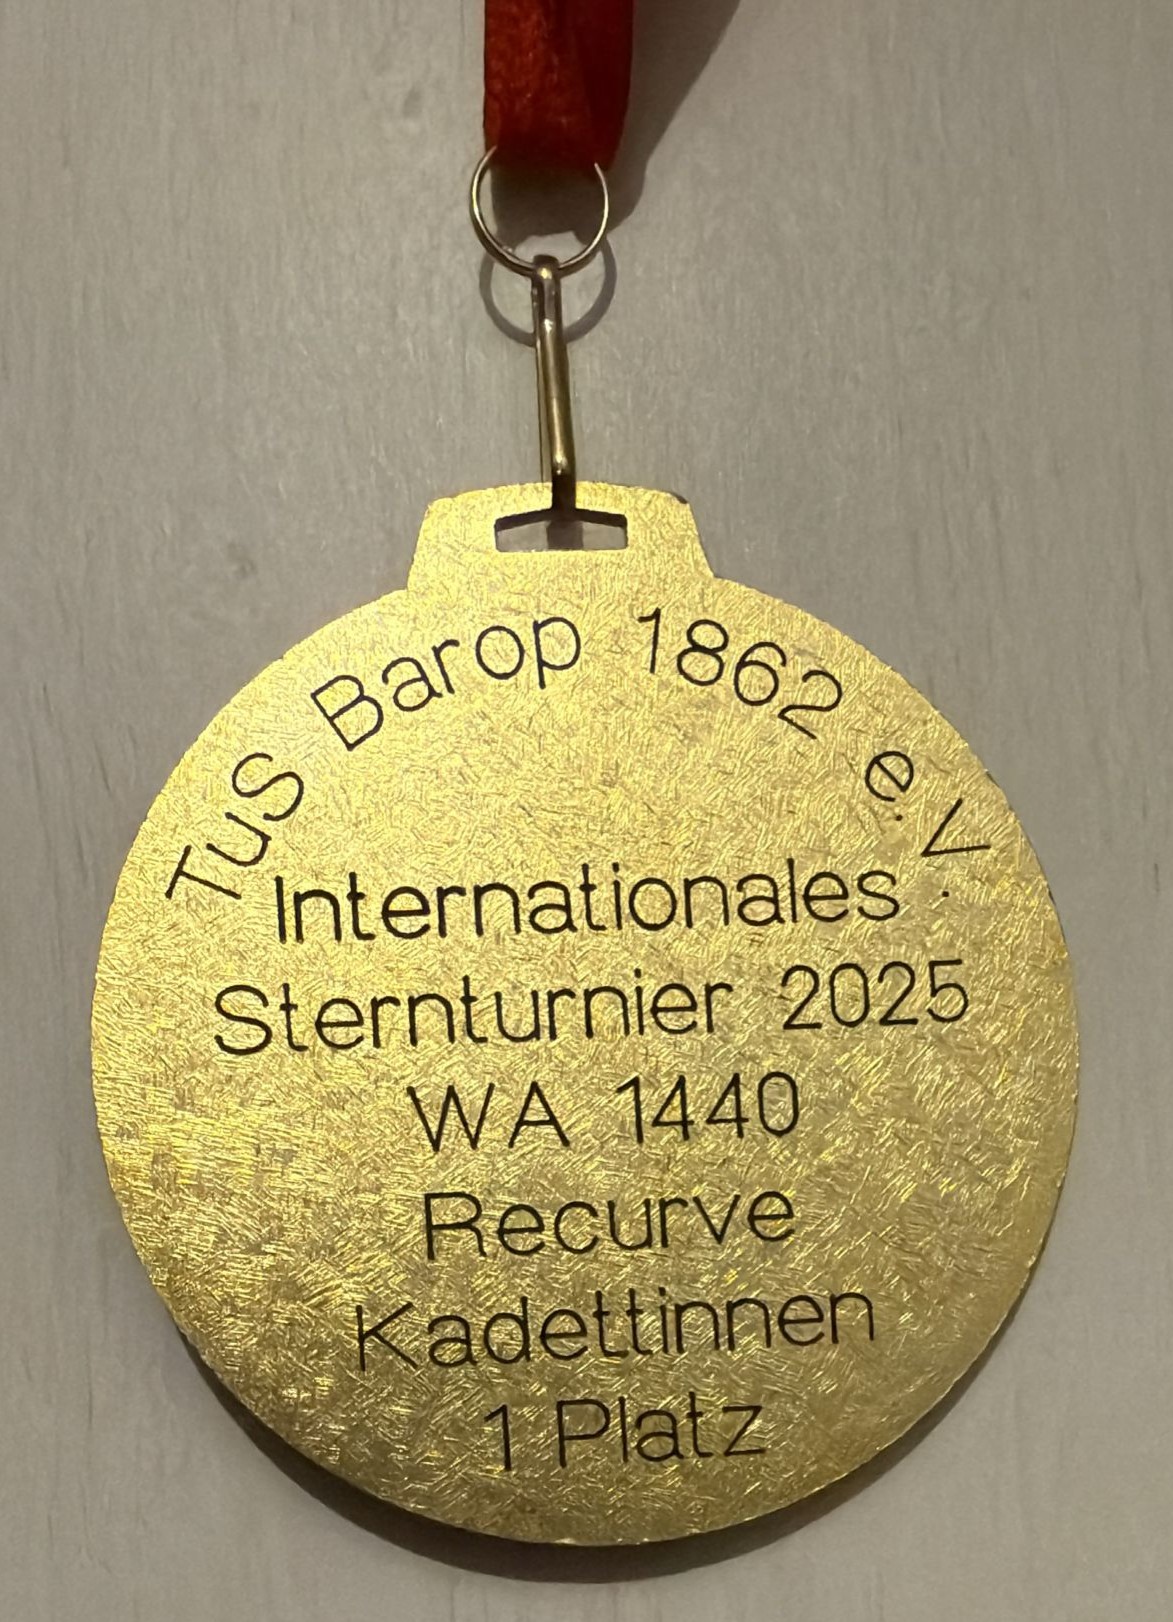 TuS Barop 1862 e.V.
Internationales
Sternturnier 2025
WA 1440
Recurve
Kadettinnen
1 Platz